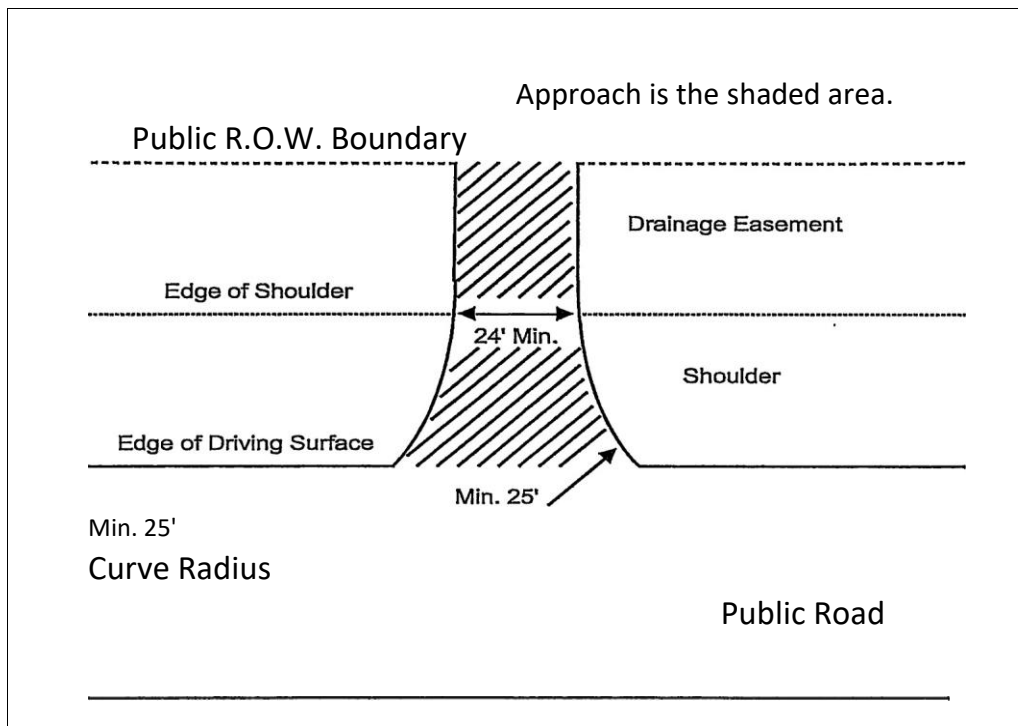 Approach is the shaded area.
Public R.O.W. Boundary
Drainage Easement
Edge of Shoulder
24' Min.
Shoulder
Edge of Driving Surface
Min. 25'
Min. 25'
Curve Radius
Public Road